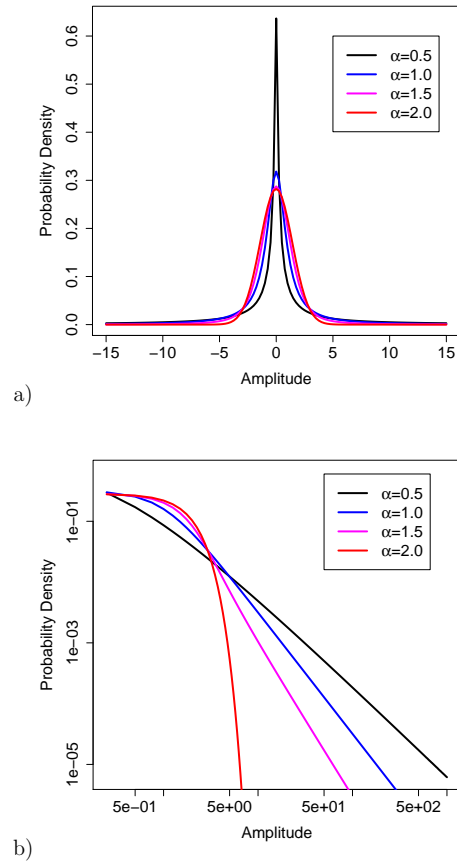 0.6
0.5
0.4
0.3
0.2
0.1
0.0
Probability Density
α=0.5
α=1.0
α=1.5
α=2.0
−15 −10 −5 0 5 10 15
Amplitude
a)
1e−01
1e−03
1e−05
Probability Density
α=0.5
α=1.0
α=1.5
α=2.0
5e−01 5e+00 5e+01 5e+02
Amplitude
b)